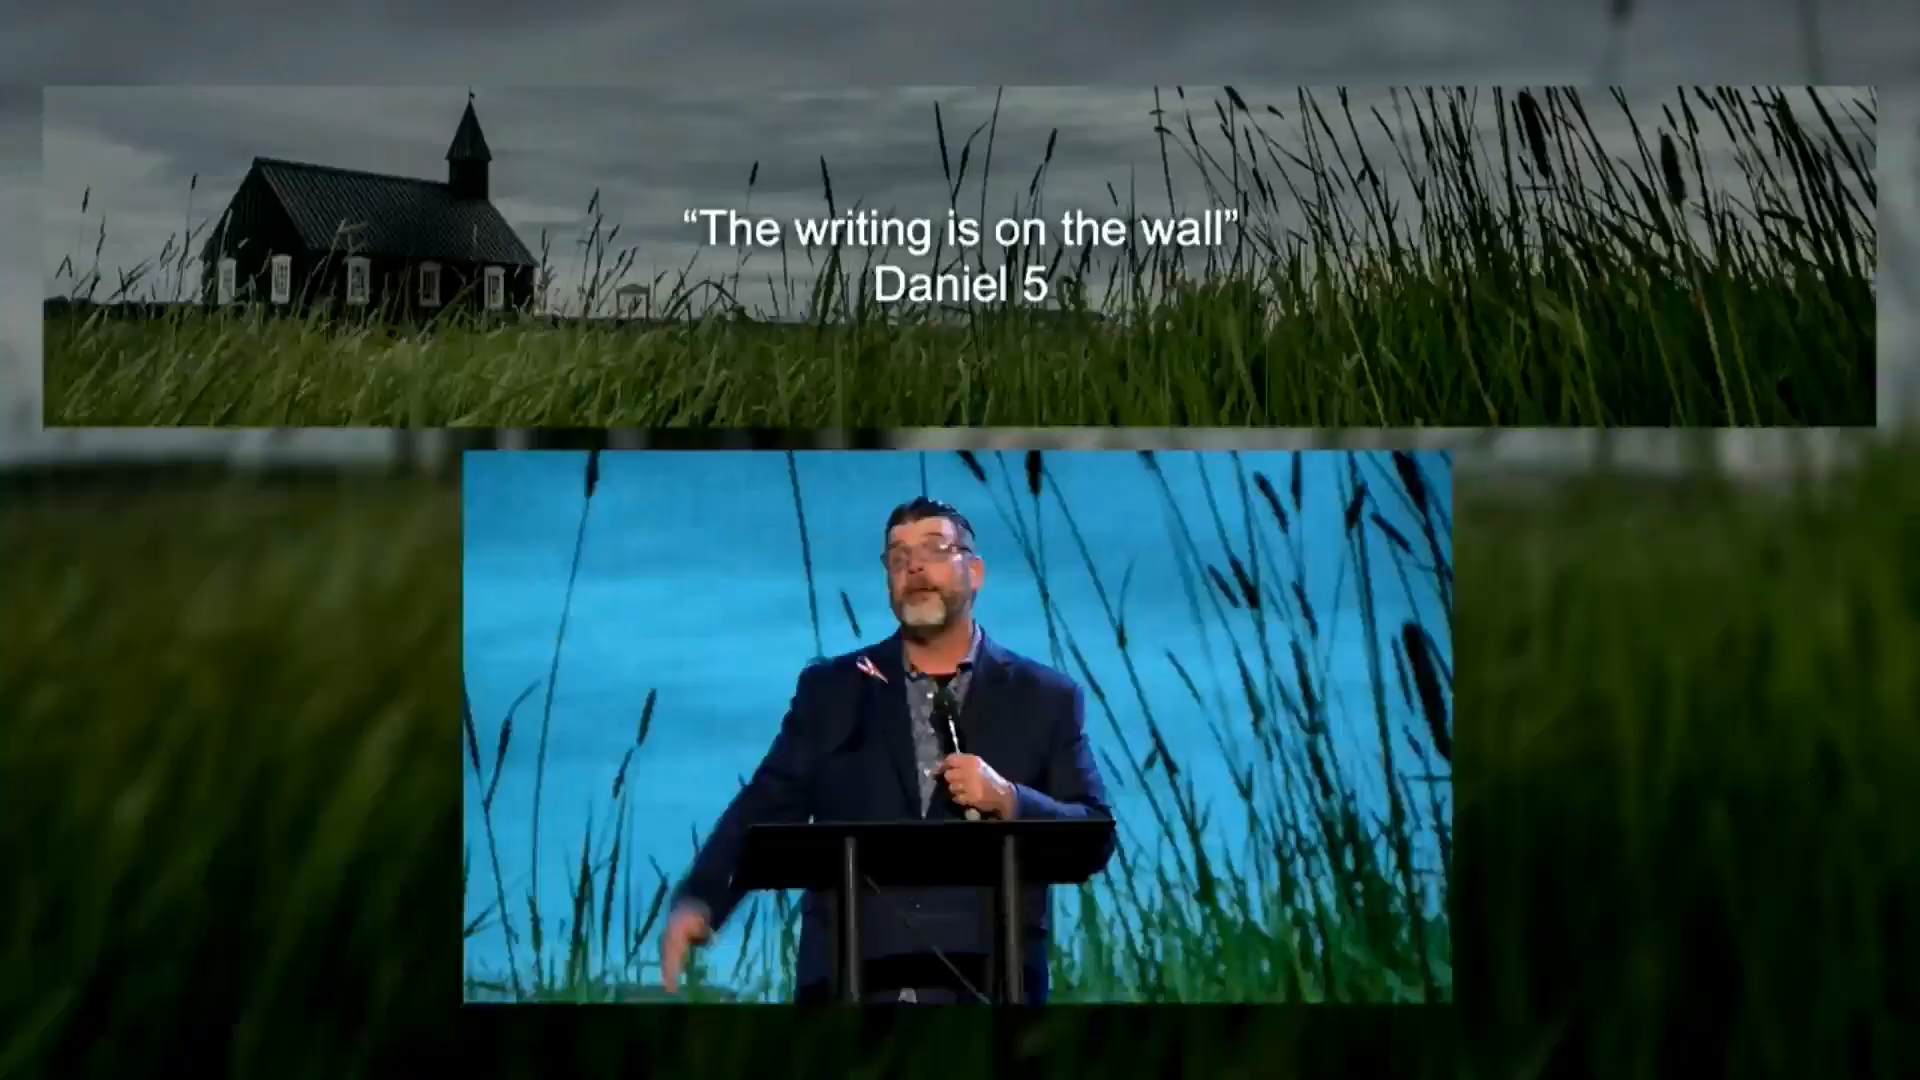 “The writing is on the wall”
Daniel 5